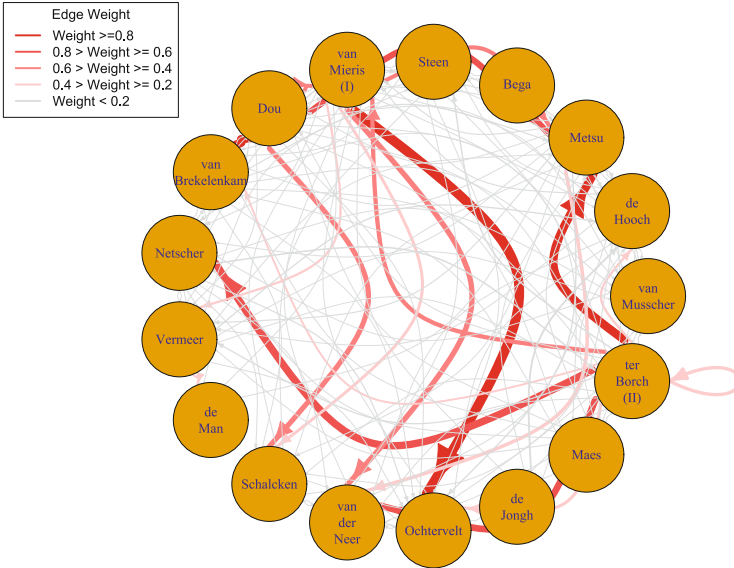 Edge Weight
Weight >=0.8
0.8 > Weight >= 0.6
0.6 > Weight >= 0.4
0.4 > Weight >= 0.2
Weight < 0.2
Steen
van
Mieris
(I)
Bega
Dou
Metsu
van
Brekelenkam
de
Hooch
Netscher
van
Musscher
Vermeer
ter
Borch
(II)
de
Man
Maes
Schalcken
de
Jongh
van
der
Neer
Ochtervelt